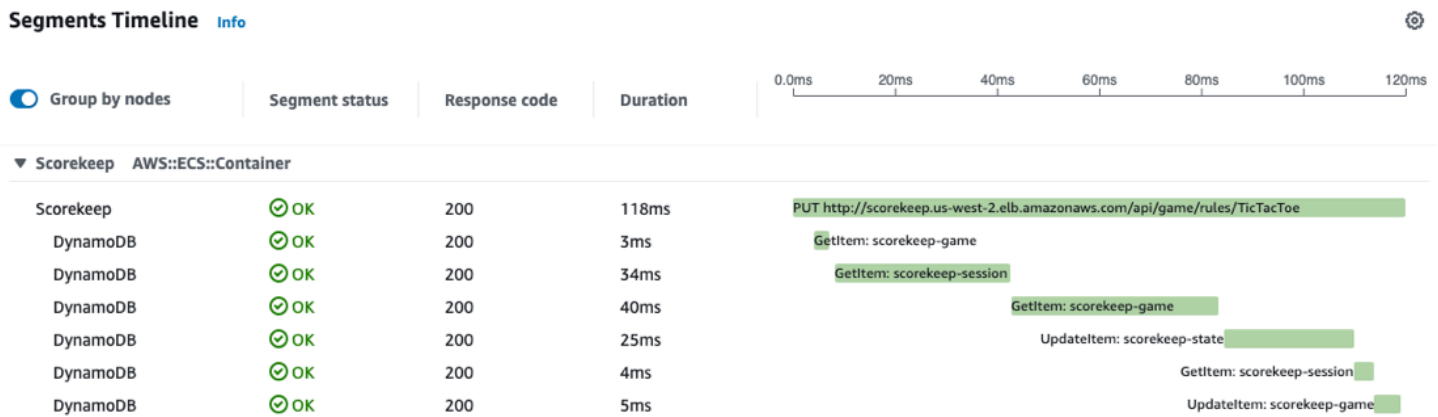 Segments Timeline Info
0.0ms 20ms 40ms 60ms 80ms 100ms 120ms
Group by nodes Segment status Response code Duration
Scorekeep AWS::ECS::Container
Scorekeep OK 200 118ms PUT http://scorekeep.us-west-2.elb.amazonaws.com/api/game/rules/TicTacToe
DynamoDB OK 200 3ms GetItem: scorekeep-game
DynamoDB OK 200 34ms GetItem: scorekeep-session
DynamoDB OK 200 40ms GetItem: scorekeep-game
DynamoDB OK 200 25ms UpdateItem: scorekeep-state
DynamoDB OK 200 4ms GetItem: scorekeep-session
DynamoDB OK 200 5ms UpdateItem: scorekeep-game